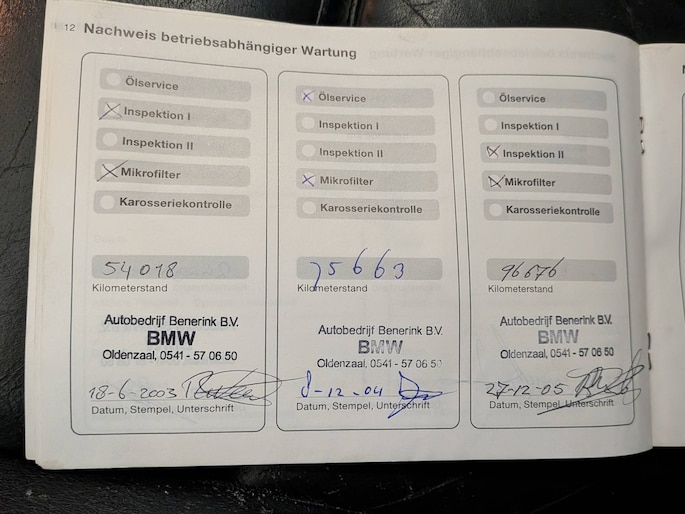 12 Nachweis betriebsabhängiger Wartung
Ölservice
Inspektion I
Inspektion II
Mikrofilter
Karosseriekontrolle
54018
Kilometerstand
Autobedrijf Benerink B.V.
BMW
Oldenzaal, 0541 - 57 06 50
18-6-2003
Datum, Stempel, Unterschrift
Ölservice
Inspektion I
Inspektion II
Mikrofilter
Karosseriekontrolle
75663
Kilometerstand
Autobedrijf Benerink B.V.
BMW
Oldenzaal, 0541 - 57 06 50
8-12-04
Datum, Stempel, Unterschrift
Ölservice
Inspektion I
Inspektion II
Mikrofilter
Karosseriekontrolle
96676
Kilometerstand
Autobedrijf Benerink B.V.
BMW
Oldenzaal, 0541 - 57 06 50
27-12-05
Datum, Stempel, Unterschrift